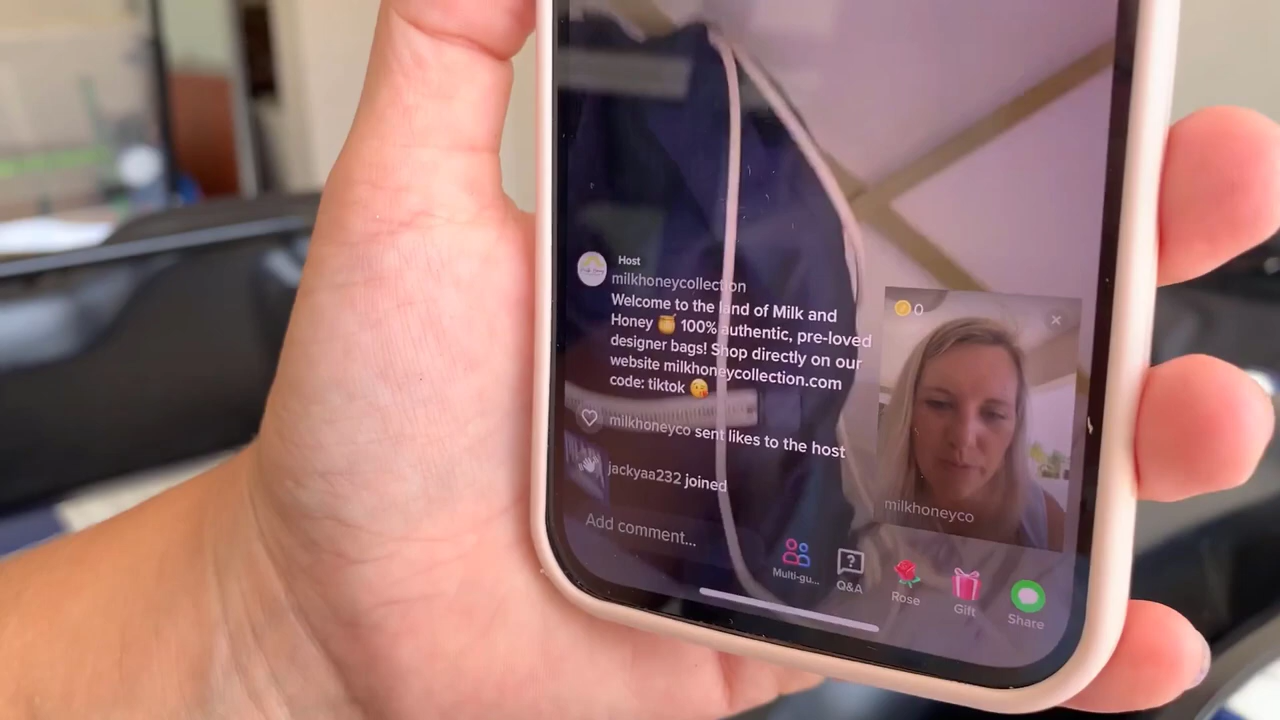 Host
milkhoneycollection
Welcome to the land of Milk and
Honey 🍯 100% authentic, pre-loved
designer bags! Shop directly on our
website milkhoneycollection.com
code: tiktok 😘
milkhoneyco sent likes to the host
jackyaa232 joined
Add comment...
0
milkhoneyco
Multi-gu...
Q&A
Rose
Gift
Share